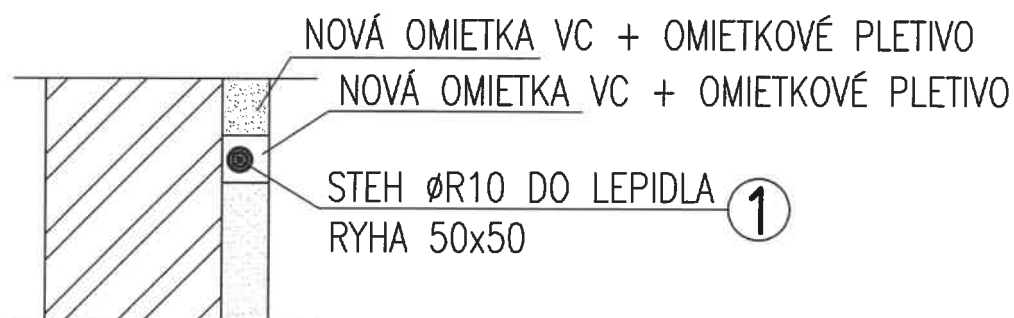 NOVÁ OMIETKA VC + OMIETKOVÉ PLETIVO
NOVÁ OMIETKA VC + OMIETKOVÉ PLETIVO
STEH øR10 DO LEPIDLA
1
RYHA 50x50